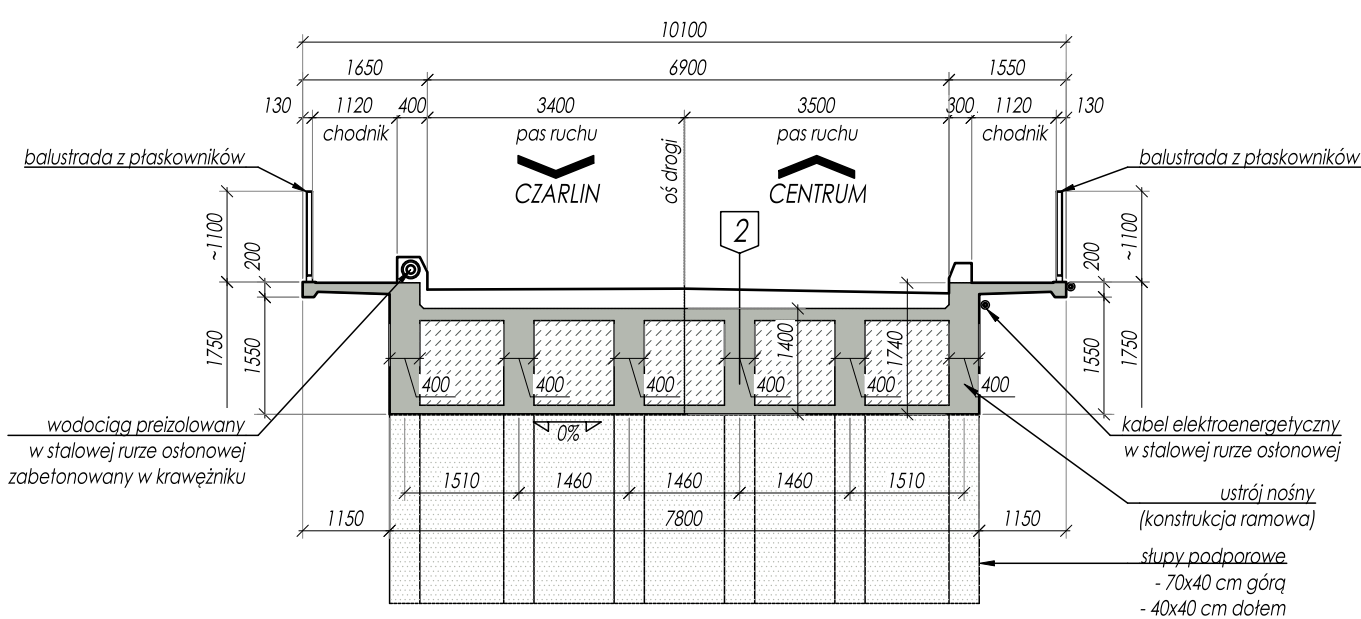 10100
1650 6900 1550
130 1120 400 3400 3500 300 1120 130
chodnik pas ruchu pas ruchu chodnik
balustrada z płaskowników
balustrada z płaskowników
oś drogi
CZARLIN CENTRUM
2
~1100
200
1750
1550
200
~1100
1550
1750
1400
1740
400 400 400 400 400 400
0%
wodociąg preizolowany
w stalowej rurze osłonowej
zabetonowany w krawężniku
kabel elektroenergetyczny
w stalowej rurze osłonowej
1510 1460 1460 1460 1510
ustrój nośny
(konstrukcja ramowa)
1150 7800 1150
słupy podporowe
- 70x40 cm górą
- 40x40 cm dołem